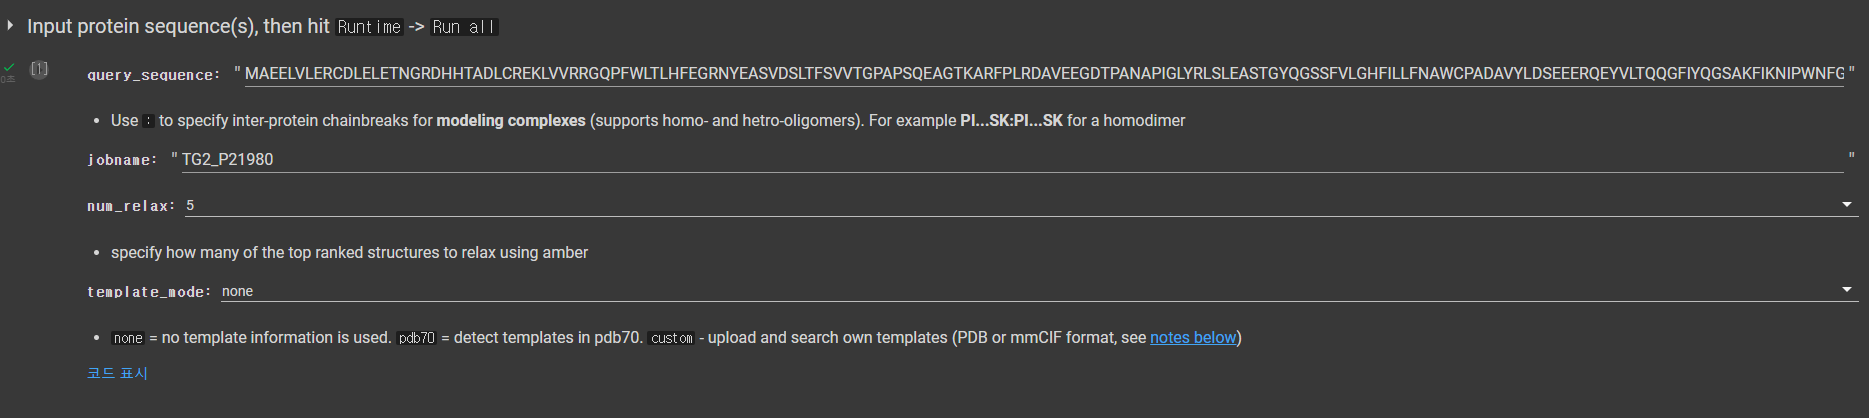 Input protein sequence(s), then hit Runtime -> Run all
[1]
query_sequence: "MAEELVLERCDLELETNGRDHHTADLCREKLVVRRGQPFWLTLHFEGRNYEASVDSLTFSVVTGPAPSQEAGTKARFPLRDAVEEGDTPANAPIGLYRLSLEASTGYQGSSFVLGHFILLFNAWCPADAVYLDSEEERQEYVLTQQGFIYQGSAKFIKNIPWNFG"
0초
• Use : to specify inter-protein chainbreaks for modeling complexes (supports homo- and hetro-oligomers). For example PI...SK:PI...SK for a homodimer
jobname: "TG2_P21980"
num_relax: 5
• specify how many of the top ranked structures to relax using amber
template_mode: none
• none = no template information is used. pdb70 = detect templates in pdb70. custom - upload and search own templates (PDB or mmCIF format, see notes below)
코드 표시